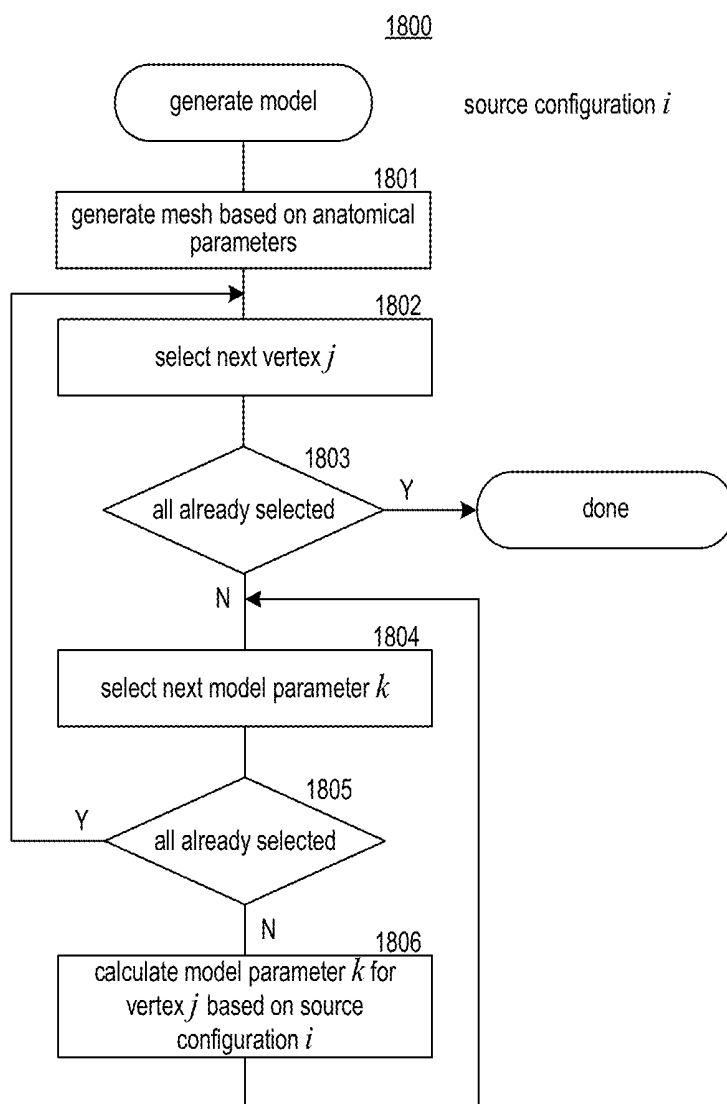 1800
generate model
source configuration i
1801
generate mesh based on anatomical
parameters
1802
select next vertex j
1803
all already selected
Y
done
N
1804
select next model parameter k
1805
Y
all already selected
N
1806
calculate model parameter k for
vertex j based on source
configuration i